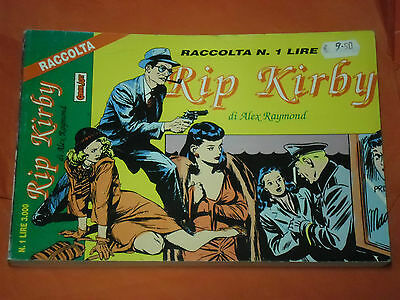 RACCOLTA
Rip Kirby
di Alex Raymond
N. 1 LIRE 3.000
RACCOLTA N. 1 LIRE
9-50
Rip Kirby
di Alex Raymond